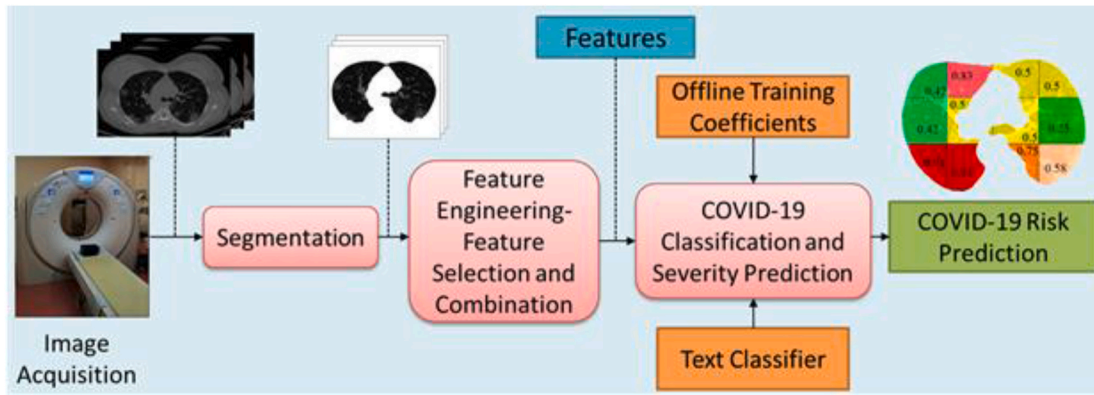 Features
Offline Training
Coefficients
0.83
0.5
0.47
0.5
0.5
0.42
0.5
0.75
0.58
Feature
Engineering-
Feature
Selection and
Combination
Segmentation
COVID-19
Classification and
Severity Prediction
COVID-19 Risk
Prediction
Image
Acquisition
Text Classifier